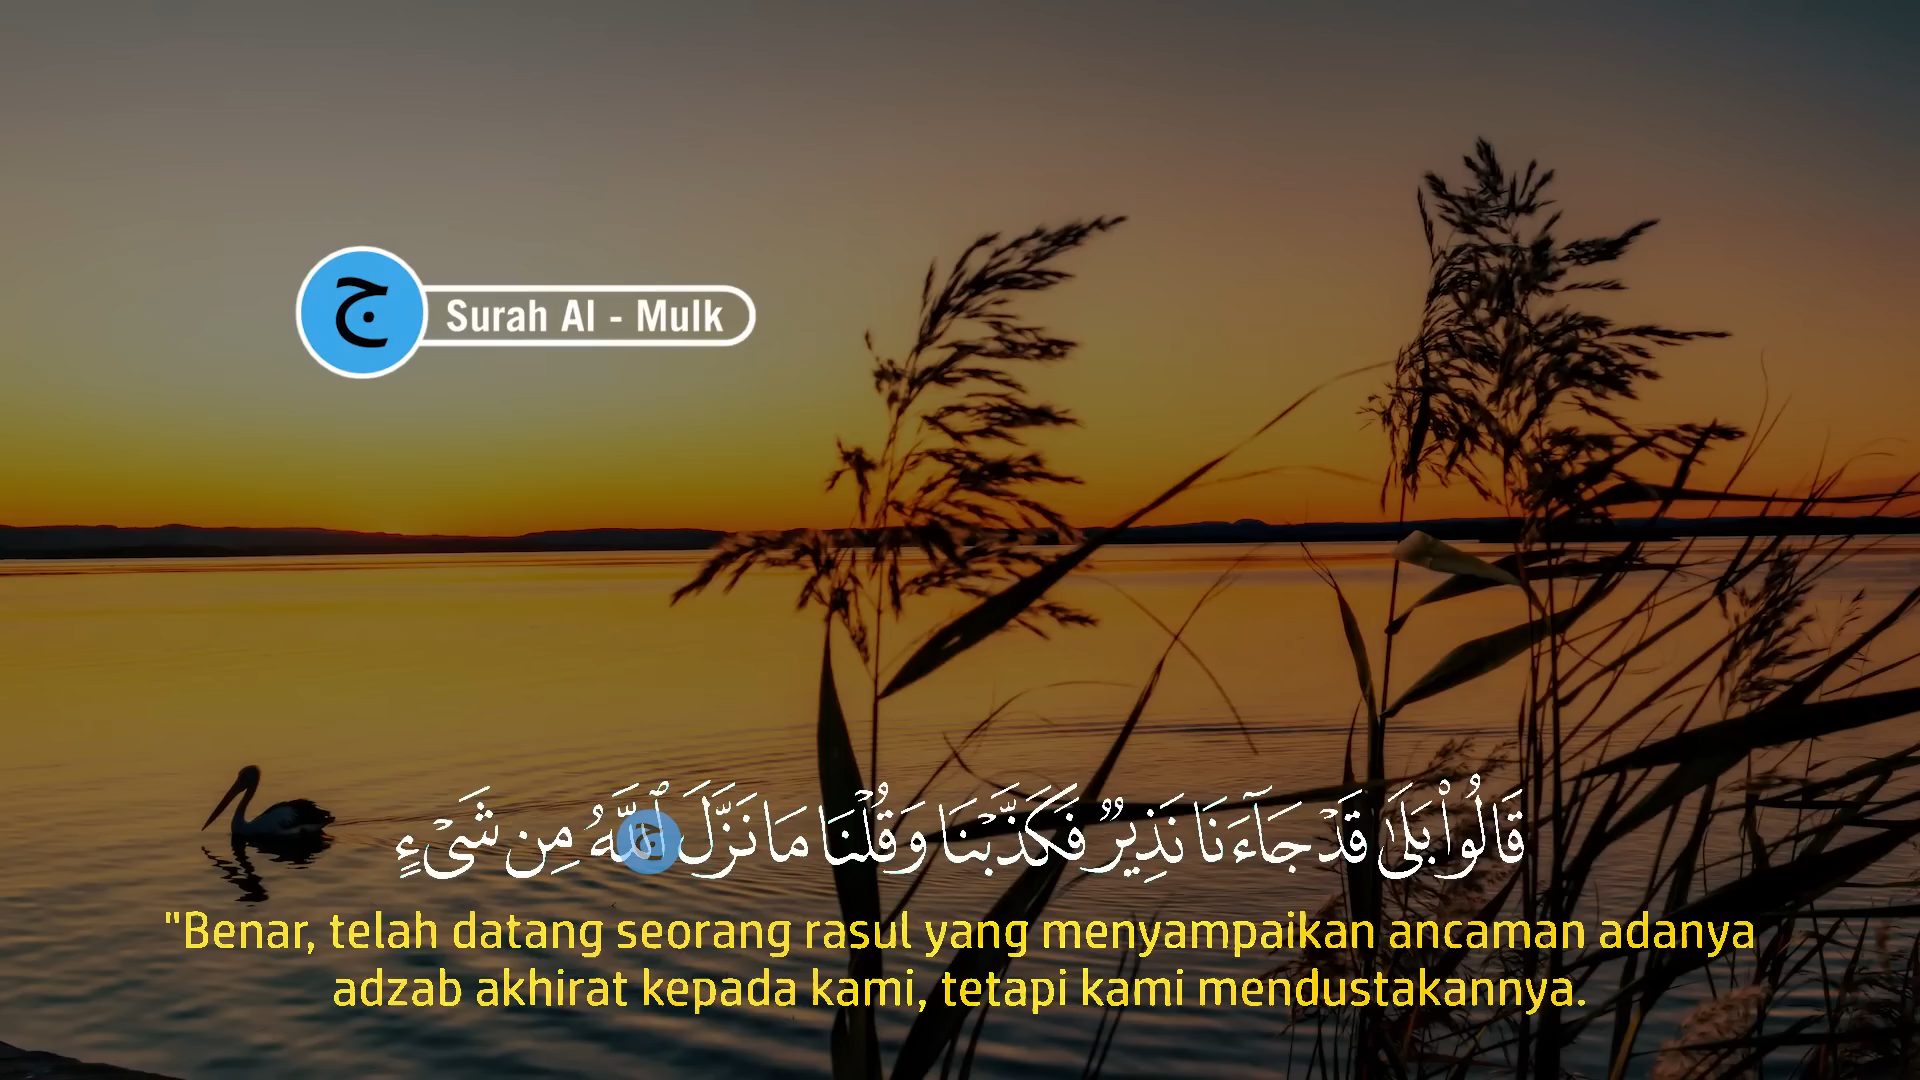 ج
Surah Al - Mulk
قَالُوا۟ بَلَىٰ قَدْ جَآءَنَا نَذِيرٌ فَكَذَّبْنَا وَقُلْنَا مَا نَزَّلَ ٱللَّهُ مِن شَىْءٍ
ج
"Benar, telah datang seorang rasul yang menyampaikan ancaman adanya
adzab akhirat kepada kami, tetapi kami mendustakannya.